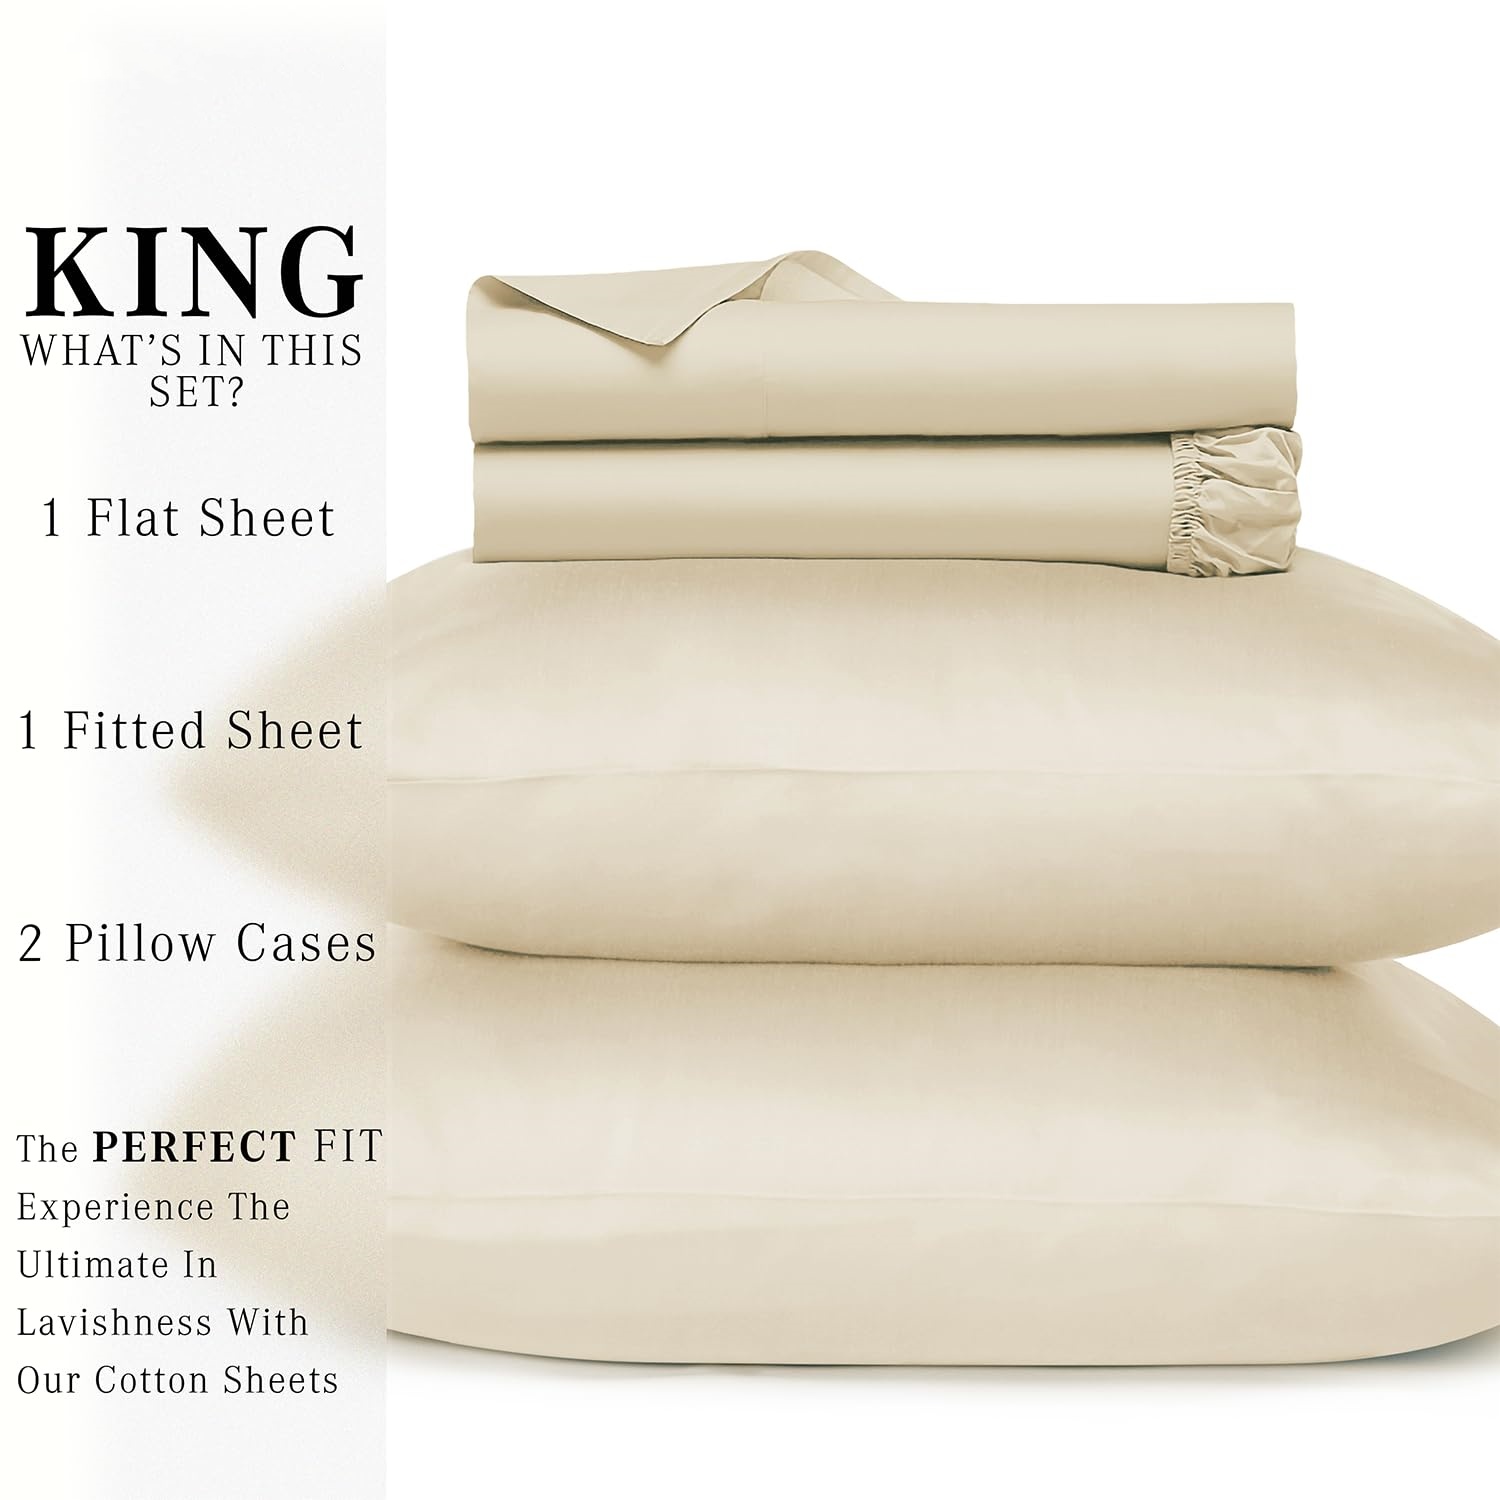 KING
WHAT'S IN THIS
SET?
1 Flat Sheet
1 Fitted Sheet
2 Pillow Cases
The PERFECT FIT
Experience The
Ultimate In
Lavishness With
Our Cotton Sheets